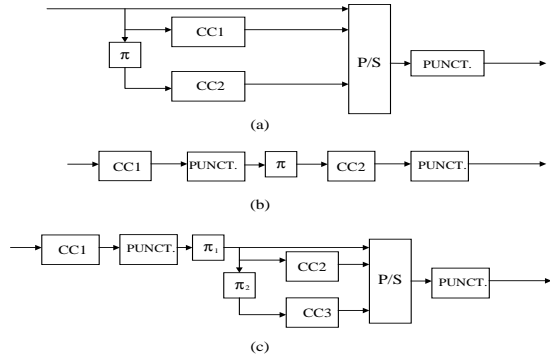 CC1
P/S
π
PUNCT.
CC2
(a)
CC1 PUNCT. π CC2 PUNCT.
(b)
CC1 PUNCT. π₁
CC2
P/S
π₂
PUNCT.
CC3
(c)